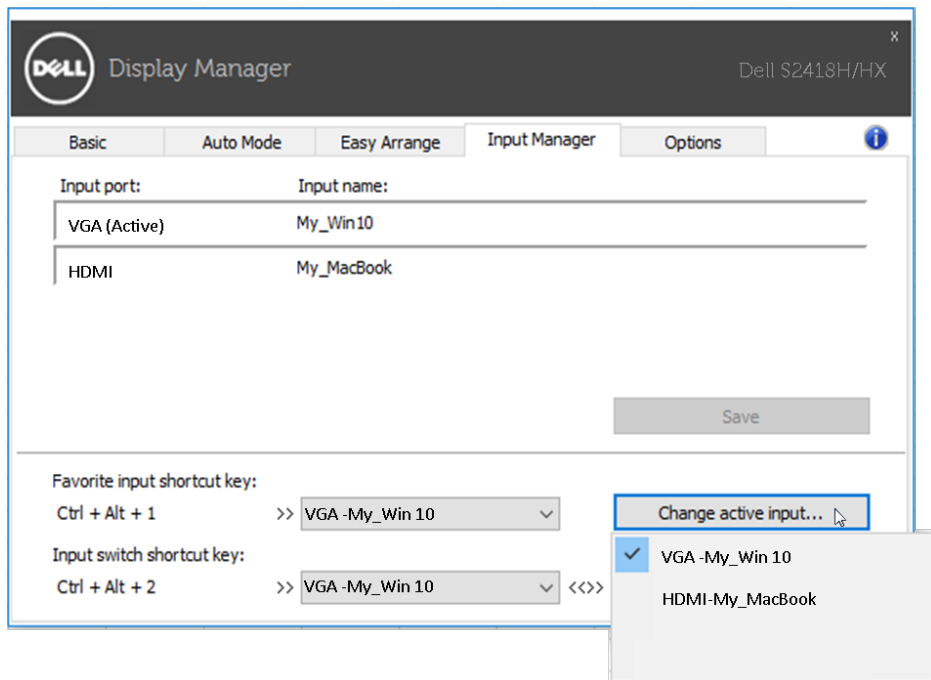 DELL Display Manager
x
Dell S2418H/HX
Basic Auto Mode Easy Arrange Input Manager Options i
Input port: Input name:
VGA (Active) My_Win10
HDMI My_MacBook
Save
Favorite input shortcut key:
Ctrl + Alt + 1 >> VGA -My_Win 10 Change active input...
Input switch shortcut key:
Ctrl + Alt + 2 >> VGA -My_Win 10 <<>>
VGA -My_Win 10
HDMI-My_MacBook